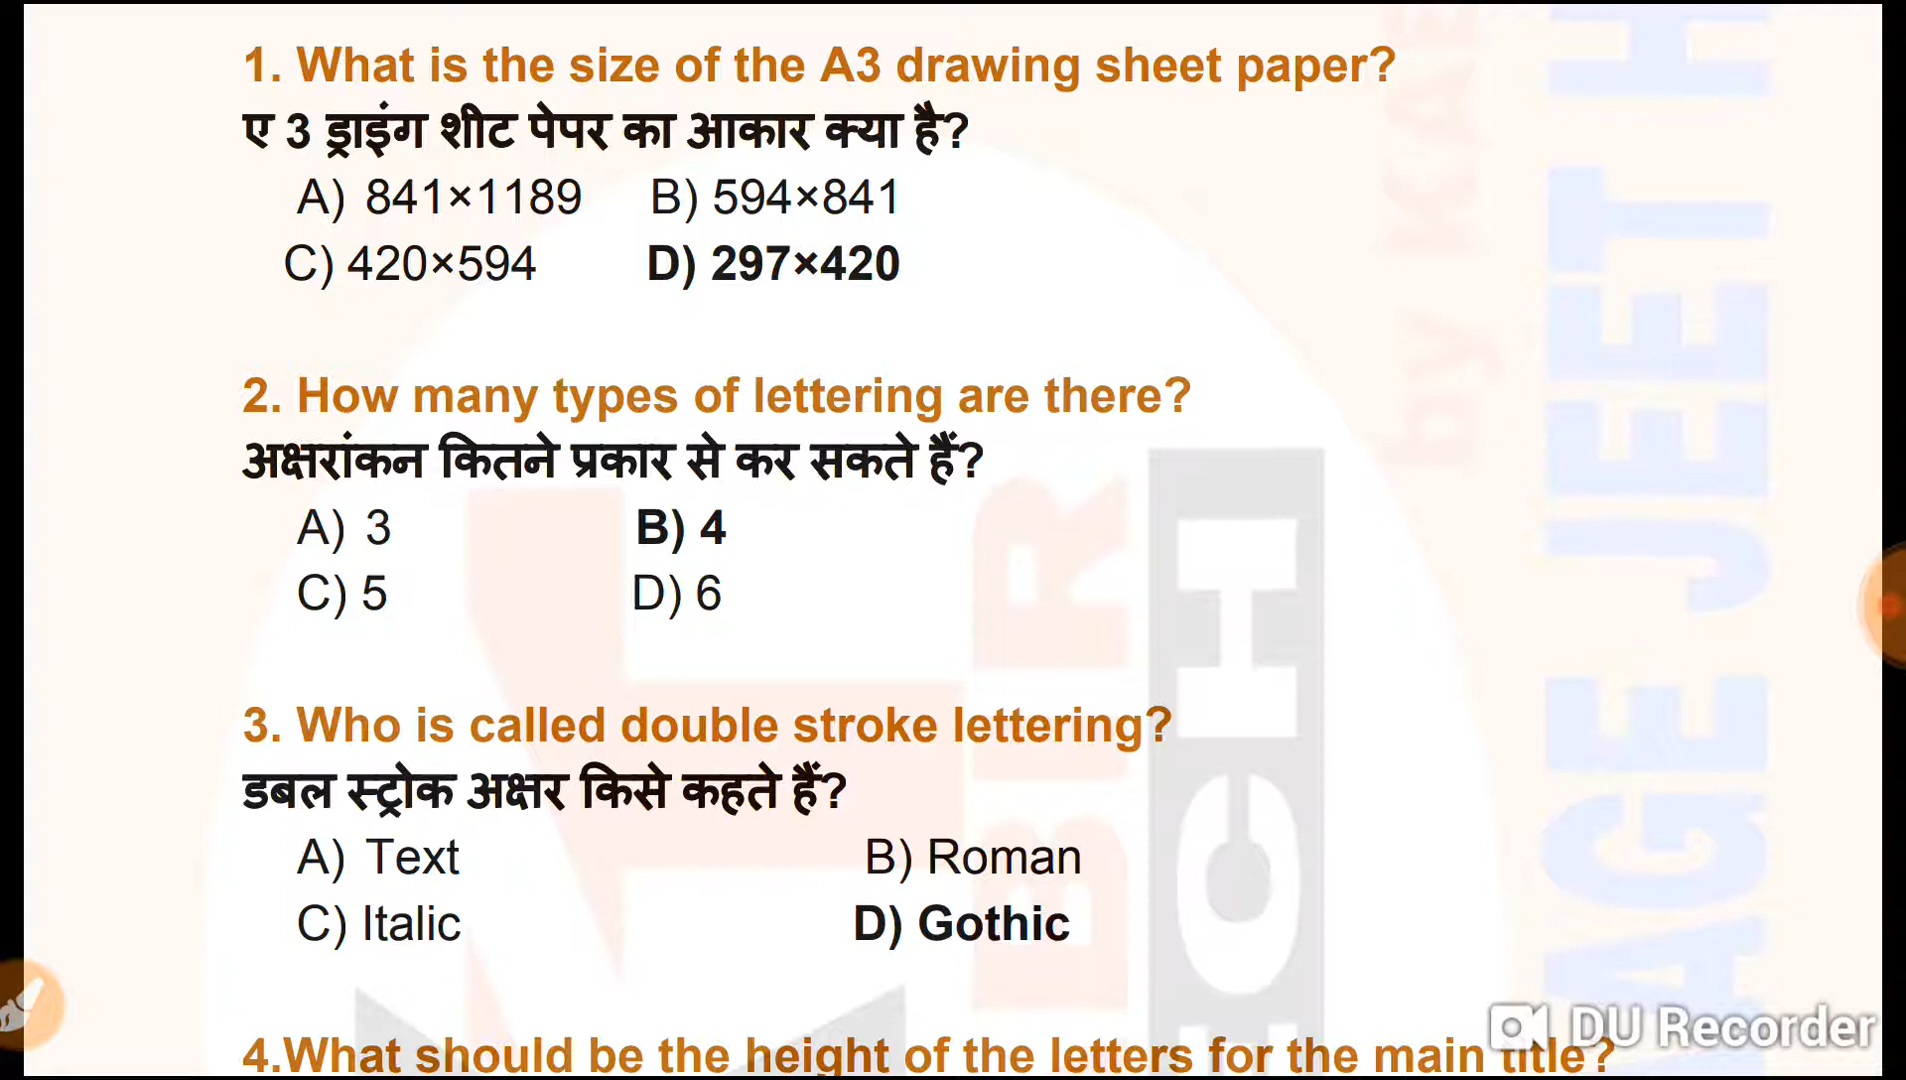 1. What is the size of the A3 drawing sheet paper?
ए 3 ड्राइंग शीट पेपर का आकार क्या है?
A) 841×1189 B) 594×841
C) 420×594 D) 297×420
2. How many types of lettering are there?
अक्षरांकन कितने प्रकार से कर सकते हैं?
A) 3 B) 4
C) 5 D) 6
3. Who is called double stroke lettering?
डबल स्ट्रोक अक्षर किसे कहते हैं?
A) Text B) Roman
C) Italic D) Gothic
4.What should be the height of the letters for the main title?
DU Recorder
by
JEET